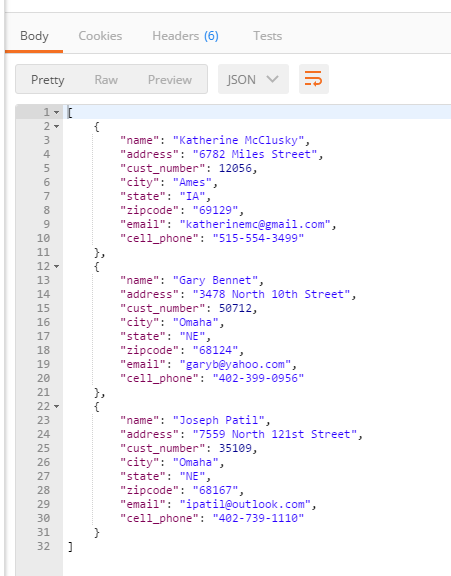 Body Cookies Headers (6) Tests
Pretty Raw Preview JSON
1 [
2 {
3 "name": "Katherine McClusky",
4 "address": "6782 Miles Street",
5 "cust_number": 12056,
6 "city": "Ames",
7 "state": "IA",
8 "zipcode": "69129",
9 "email": "katherinemc@gmail.com",
10 "cell_phone": "515-554-3499"
11 },
12 {
13 "name": "Gary Bennet",
14 "address": "3478 North 10th Street",
15 "cust_number": 50712,
16 "city": "Omaha",
17 "state": "NE",
18 "zipcode": "68124",
19 "email": "garyb@yahoo.com",
20 "cell_phone": "402-399-0956"
21 },
22 {
23 "name": "Joseph Patil",
24 "address": "7559 North 121st Street",
25 "cust_number": 35109,
26 "city": "Omaha",
27 "state": "NE",
28 "zipcode": "68167",
29 "email": "ipatil@outlook.com",
30 "cell_phone": "402-739-1110"
31 }
32 ]